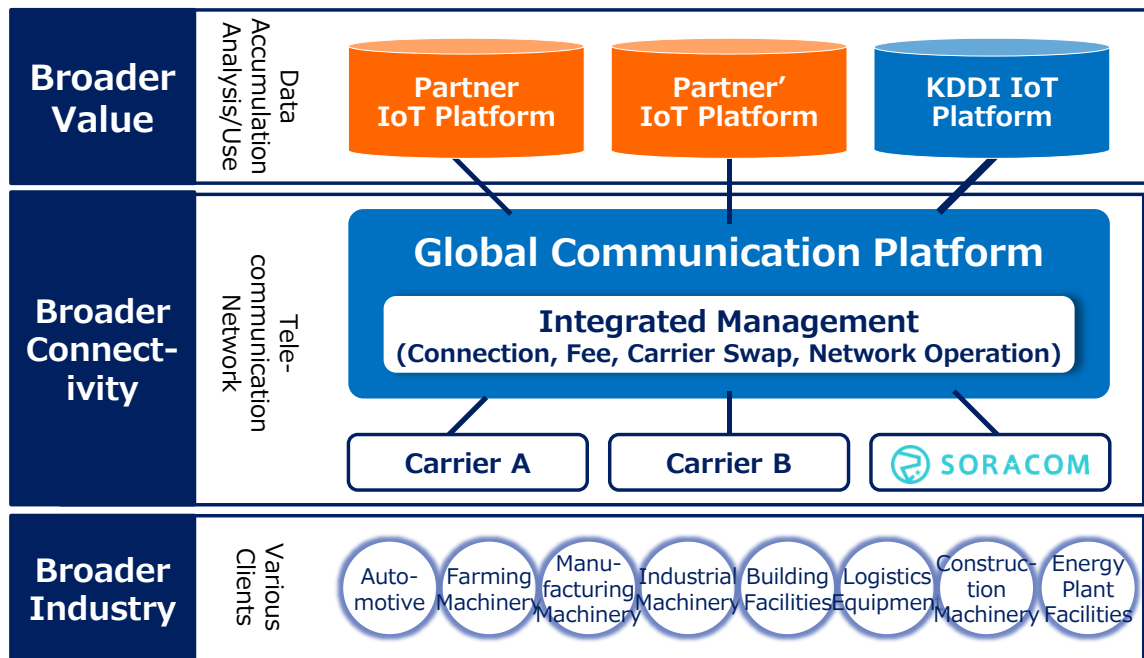 Broader
Value
Data
Accumulation
Analysis/Use
Partner
IoT Platform
Partner’
IoT Platform
KDDI IoT
Platform
Broader
Connect-
ivity
Tele-
communication
Network
Global Communication Platform
Integrated Management
(Connection, Fee, Carrier Swap, Network Operation)
Carrier A
Carrier B
SORACOM
Broader
Industry
Various
Clients
Auto-
motive
Farming
Machinery
Manu-
facturing
Machinery
Industrial
Machinery
Building
Facilities
Logistics
Equipment
Construc-
tion
Machinery
Energy
Plant
Facilities